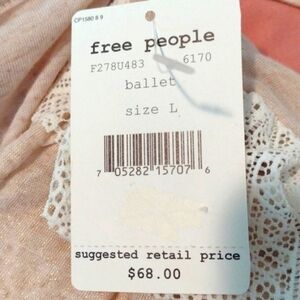 CP1580 8 9
free people
F278U483 6170
ballet
size L
7 05282 15707 6
suggested retail price
$68.00